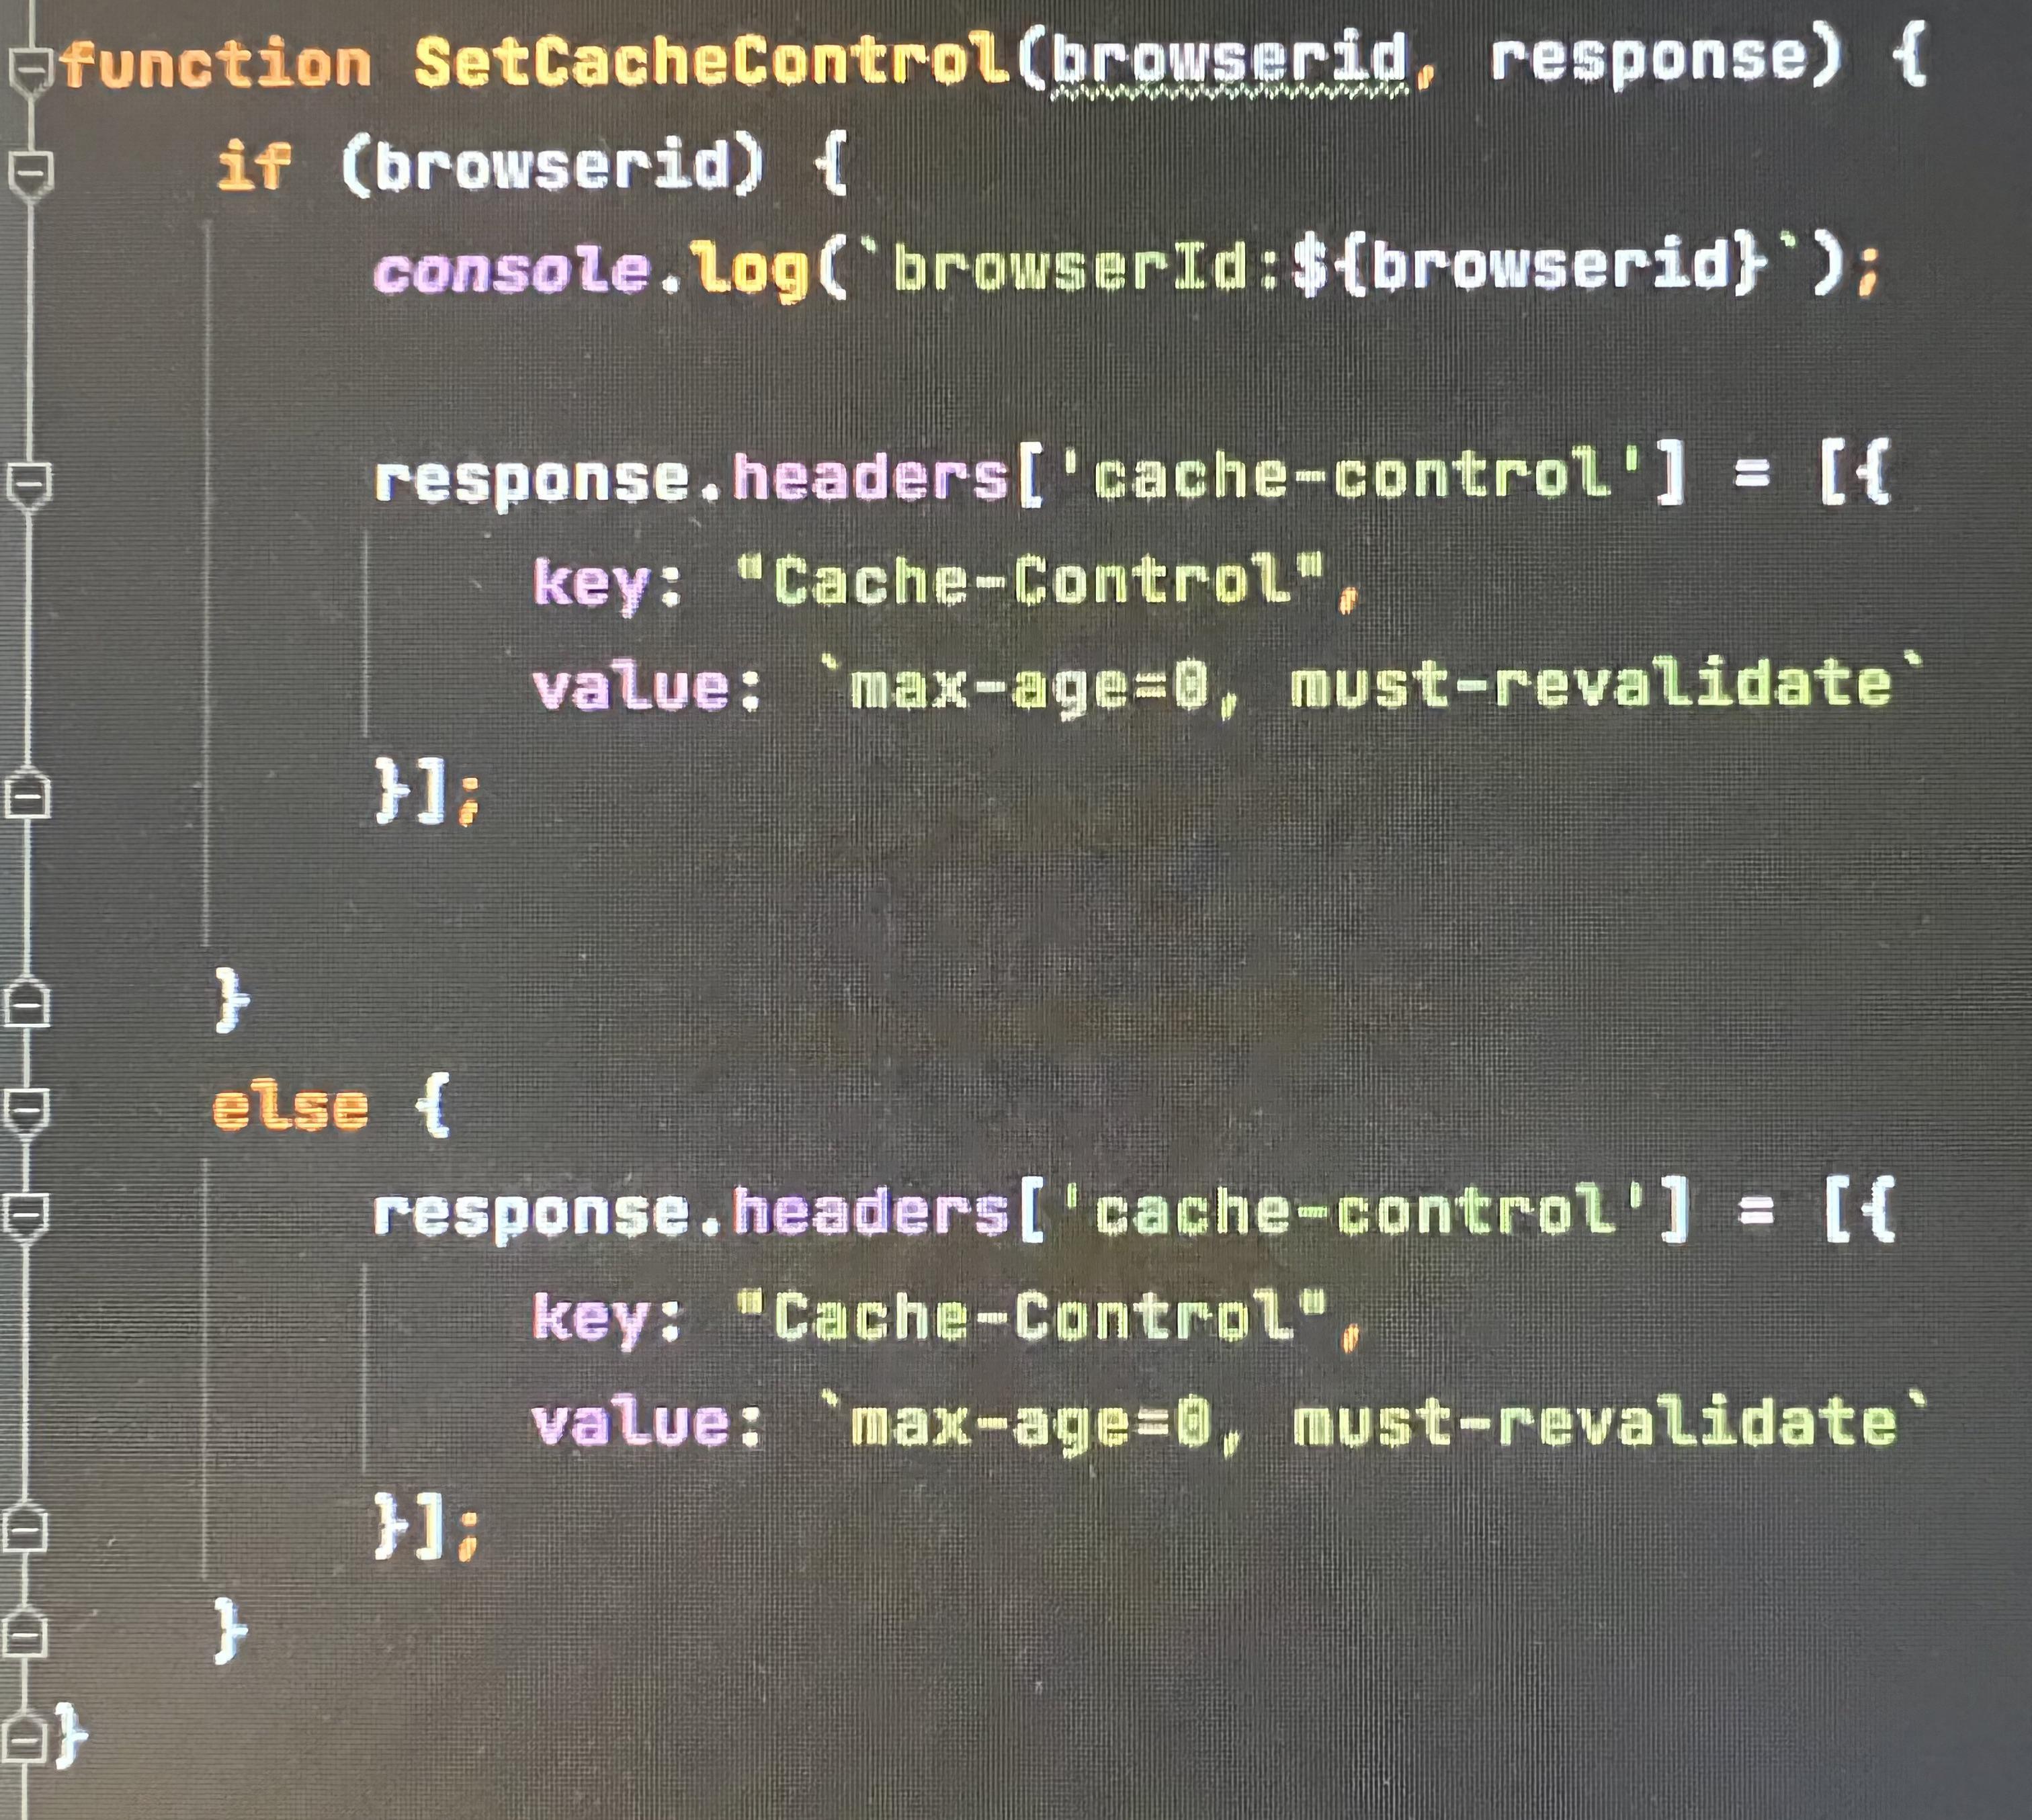 function SetCacheControl(browserid, response) {
    if (browserid) {
        console.log(`browserId:${browserid}`);
        response.headers['cache-control'] = [{
            key: "Cache-Control",
            value: `max-age=0, must-revalidate`
        }];
    }
    else {
        response.headers['cache-control'] = [{
            key: "Cache-Control",
            value: `max-age=0, must-revalidate`
        }];
    }
}